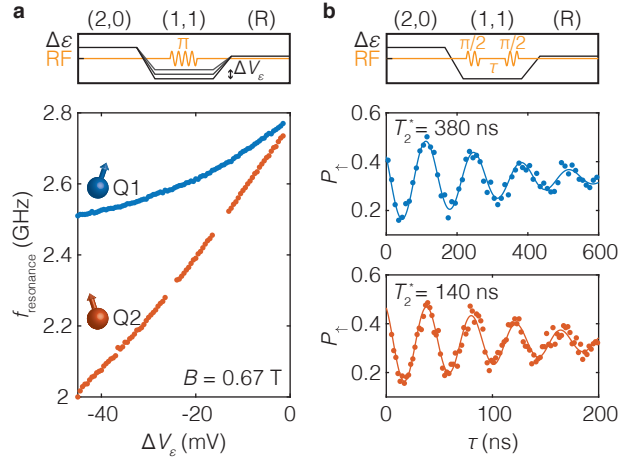 a
(2,0) (1,1) (R)
Δε
RF
π
ΔVε
2.8
2.6
2.5
2.2
2
fresonance (GHz)
Q1
Q2
B = 0.67 T
-40 -20 0
ΔVε (mV)
b
(2,0) (1,1) (R)
Δε
RF
π/2 π/2
τ
0.6
0.4
0.2
P↑
T2* = 380 ns
0 200 400 600
0.6
0.4
0.2
P↑
T2* = 140 ns
0 100 200
τ (ns)